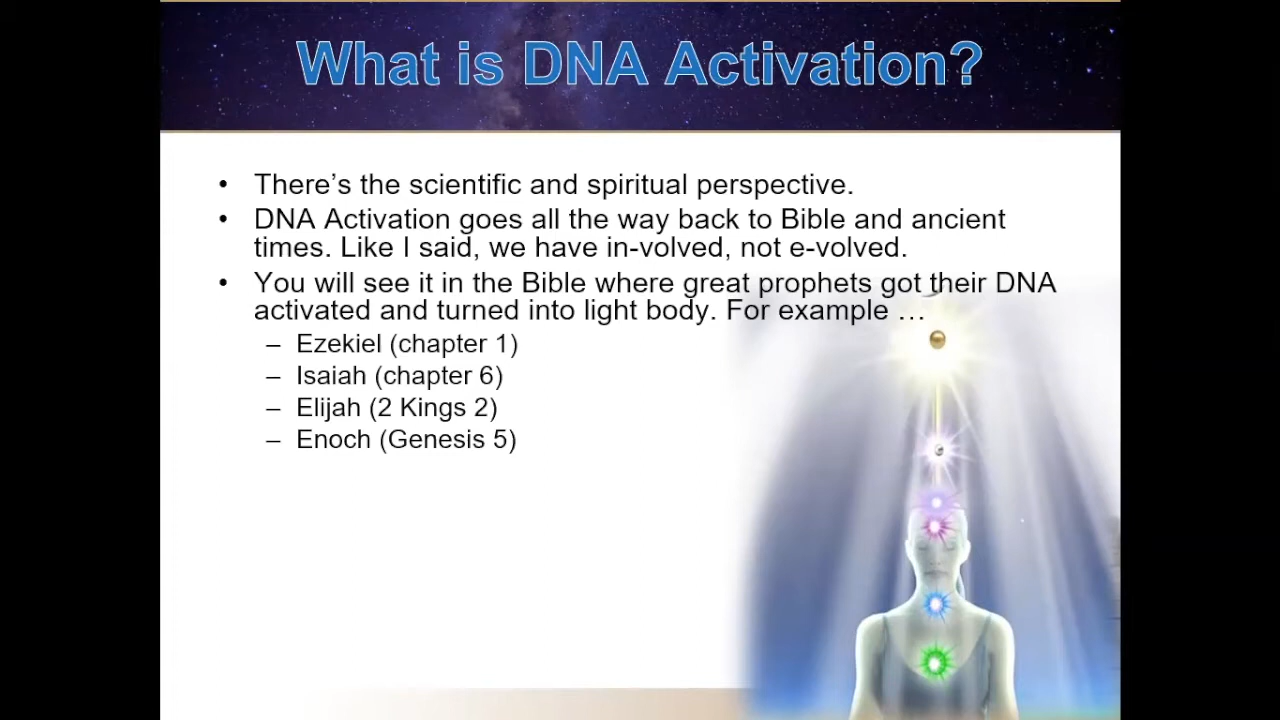 What is DNA Activation?
• There's the scientific and spiritual perspective.
• DNA Activation goes all the way back to Bible and ancient
times. Like I said, we have in-volved, not e-volved.
• You will see it in the Bible where great prophets got their DNA
activated and turned into light body. For example …
– Ezekiel (chapter 1)
– Isaiah (chapter 6)
– Elijah (2 Kings 2)
– Enoch (Genesis 5)